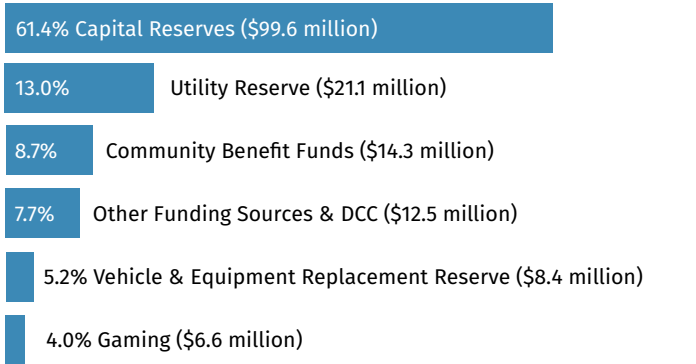 61.4% Capital Reserves ($99.6 million)
13.0% Utility Reserve ($21.1 million)
8.7% Community Benefit Funds ($14.3 million)
7.7% Other Funding Sources & DCC ($12.5 million)
5.2% Vehicle & Equipment Replacement Reserve ($8.4 million)
4.0% Gaming ($6.6 million)